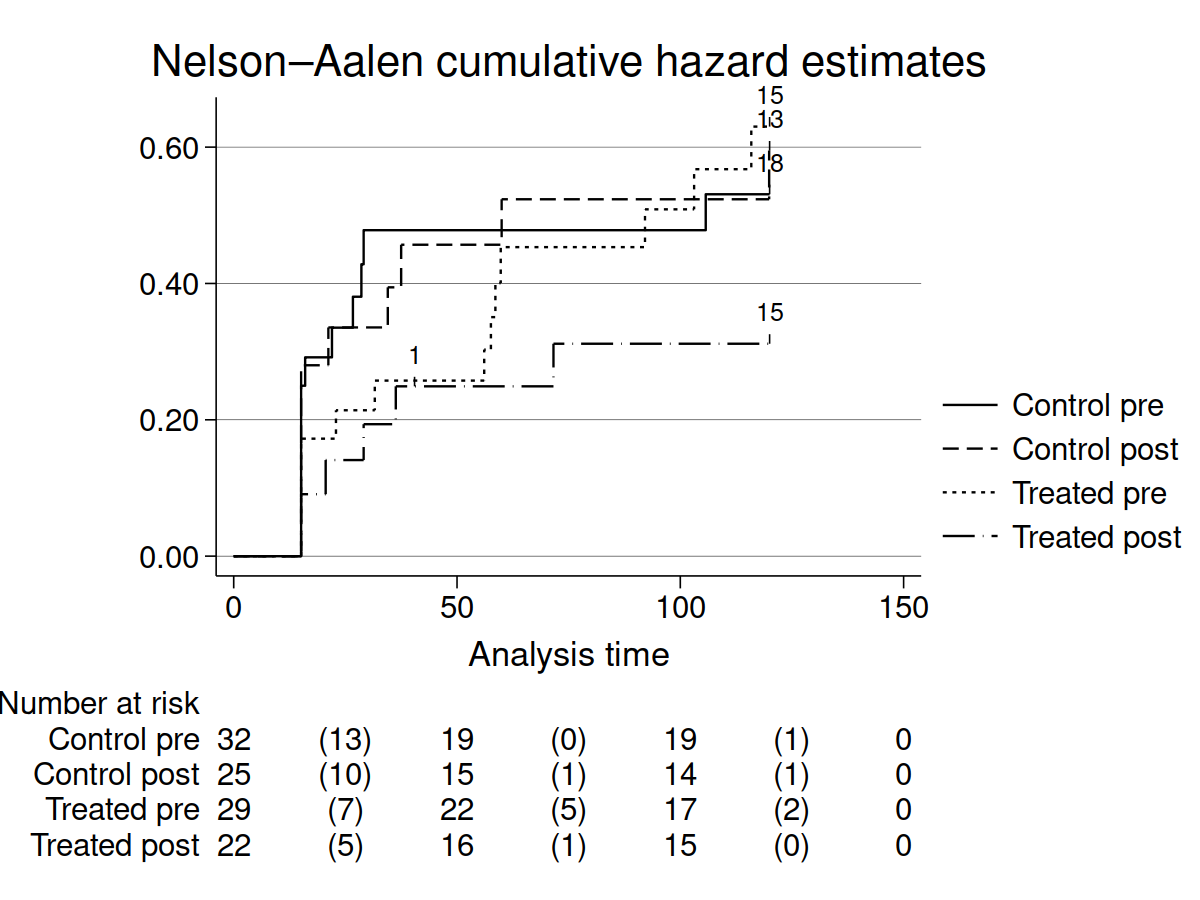 Nelson–Aalen cumulative hazard estimates
15
13
18
15
1
0.60
0.40
0.20
0.00
0 50 100 150
Analysis time
Control pre
Control post
Treated pre
Treated post
Number at risk
Control pre 32 (13) 19 (0) 19 (1) 0
Control post 25 (10) 15 (1) 14 (1) 0
Treated pre 29 (7) 22 (5) 17 (2) 0
Treated post 22 (5) 16 (1) 15 (0) 0